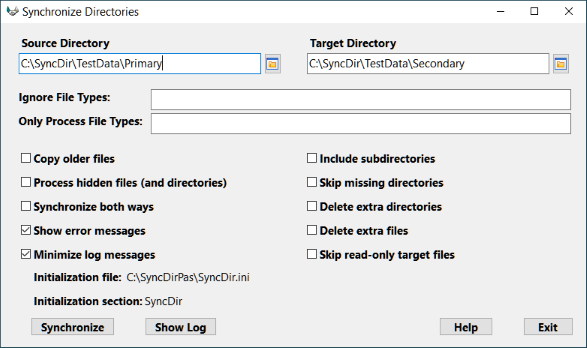 Synchronize Directories
Source Directory Target Directory
C:\SyncDir\TestData\Primary C:\SyncDir\TestData\Secondary
Ignore File Types:
Only Process File Types:
Copy older files Include subdirectories
Process hidden files (and directories) Skip missing directories
Synchronize both ways Delete extra directories
Show error messages Delete extra files
Minimize log messages Skip read-only target files
Initialization file: C:\SyncDirPas\SyncDir.ini
Initialization section: SyncDir
Synchronize Show Log Help Exit